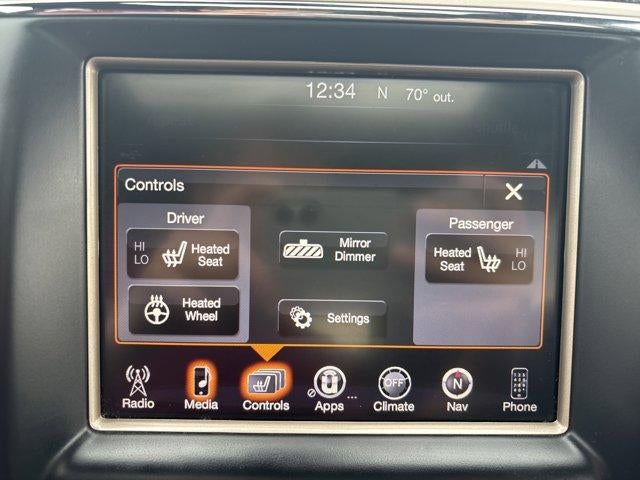 12:34 N 70° out.
Controls
Driver
HI
LO
Heated
Seat
Heated
Wheel
Mirror
Dimmer
Settings
Passenger
Heated
Seat
HI
LO
Radio
Media
Controls
Apps
OFF
Climate
N
Nav
Phone